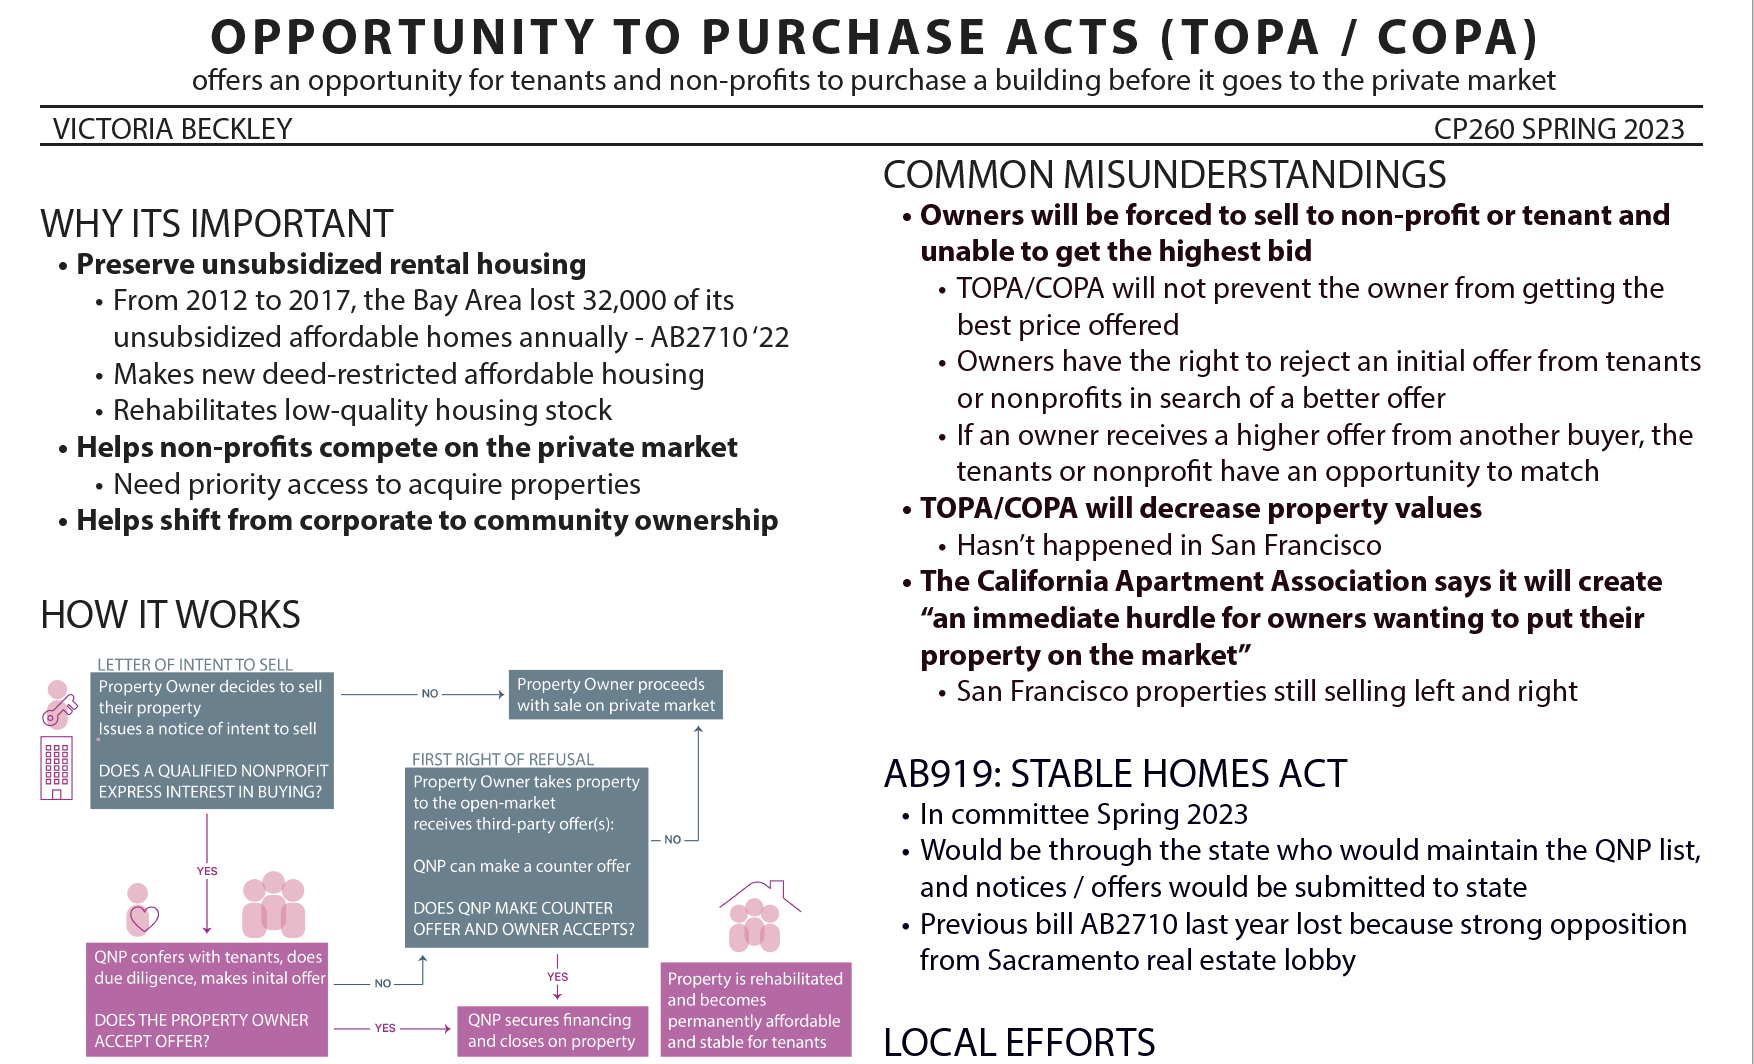 OPPORTUNITY TO PURCHASE ACTS (TOPA / COPA)
offers an opportunity for tenants and non-profits to purchase a building before it goes to the private market
VICTORIA BECKLEY
CP260 SPRING 2023
WHY ITS IMPORTANT
• Preserve unsubsidized rental housing
• From 2012 to 2017, the Bay Area lost 32,000 of its
unsubsidized affordable homes annually - AB2710 ‘22
• Makes new deed-restricted affordable housing
• Rehabilitates low-quality housing stock
• Helps non-profits compete on the private market
• Need priority access to acquire properties
• Helps shift from corporate to community ownership
HOW IT WORKS
LETTER OF INTENT TO SELL
Property Owner decides to sell
their property
Issues a notice of intent to sell
DOES A QUALIFIED NONPROFIT
EXPRESS INTEREST IN BUYING?
NO
Property Owner proceeds
with sale on private market
FIRST RIGHT OF REFUSAL
Property Owner takes property
to the open-market
receives third-party offer(s):
QNP can make a counter offer
DOES QNP MAKE COUNTER
OFFER AND OWNER ACCEPTS?
NO
YES
QNP confers with tenants, does
due diligence, makes inital offer
DOES THE PROPERTY OWNER
ACCEPT OFFER?
NO
YES
YES
QNP secures financing
and closes on property
Property is rehabilitated
and becomes
permanently affordable
and stable for tenants
COMMON MISUNDERSTANDINGS
• Owners will be forced to sell to non-profit or tenant and
unable to get the highest bid
• TOPA/COPA will not prevent the owner from getting the
best price offered
• Owners have the right to reject an initial offer from tenants
or nonprofits in search of a better offer
• If an owner receives a higher offer from another buyer, the
tenants or nonprofit have an opportunity to match
• TOPA/COPA will decrease property values
• Hasn’t happened in San Francisco
• The California Apartment Association says it will create
“an immediate hurdle for owners wanting to put their
property on the market”
• San Francisco properties still selling left and right
AB919: STABLE HOMES ACT
• In committee Spring 2023
• Would be through the state who would maintain the QNP list,
and notices / offers would be submitted to state
• Previous bill AB2710 last year lost because strong opposition
from Sacramento real estate lobby
LOCAL EFFORTS